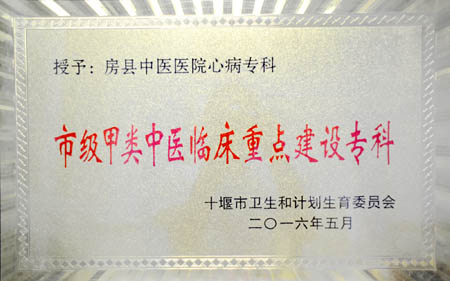 授予：房县中医医院心病专科
市级甲类中医临床重点建设专科
十堰市卫生和计划生育委员会
二〇一六年五月